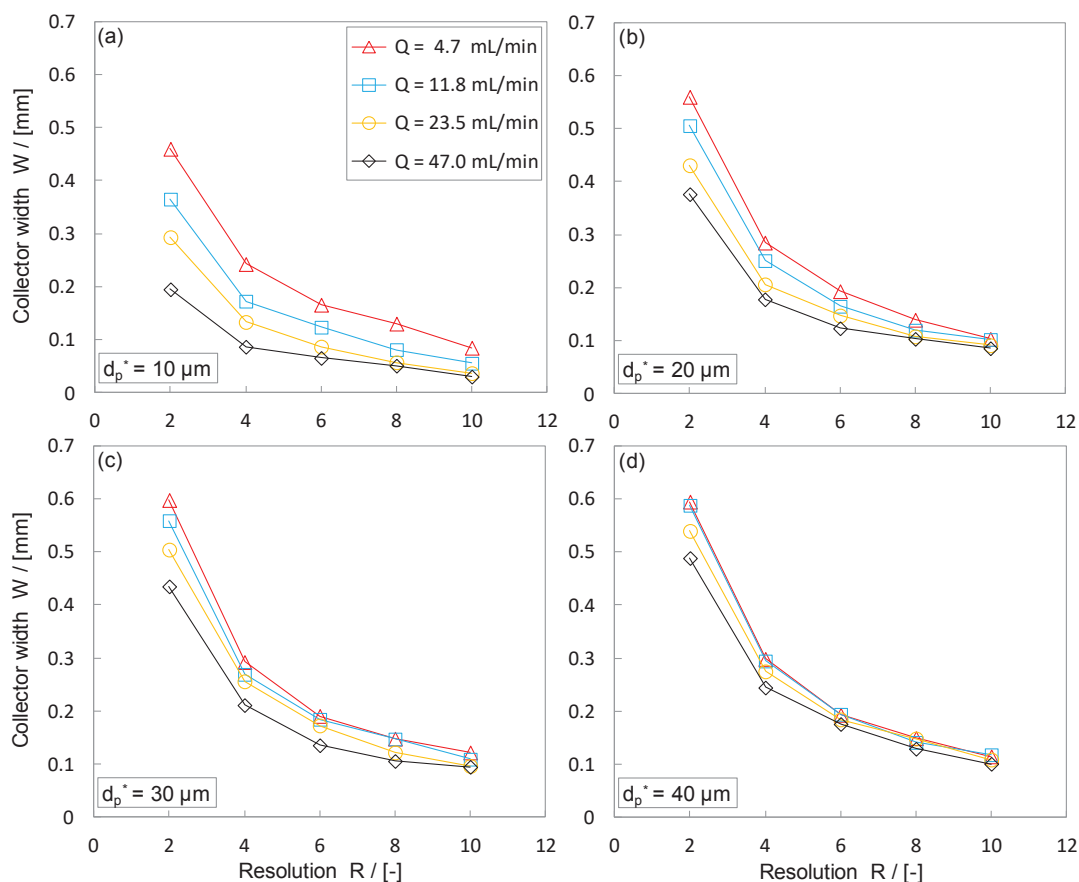 (a)
Q = 4.7 mL/min
Q = 11.8 mL/min
Q = 23.5 mL/min
Q = 47.0 mL/min
0.7
0.6
0.5
0.4
0.3
0.2
0.1
0
Collector width W / [mm]
dp* = 10 µm
0 2 4 6 8 10 12
(b)
0.7
0.6
0.5
0.4
0.3
0.2
0.1
0
dp* = 20 µm
0 2 4 6 8 10 12
(c)
0.7
0.6
0.5
0.4
0.3
0.2
0.1
0
Collector width W / [mm]
dp* = 30 µm
0 2 4 6 8 10 12
Resolution R / [-]
(d)
0.7
0.6
0.5
0.4
0.3
0.2
0.1
0
dp* = 40 µm
0 2 4 6 8 10 12
Resolution R / [-]